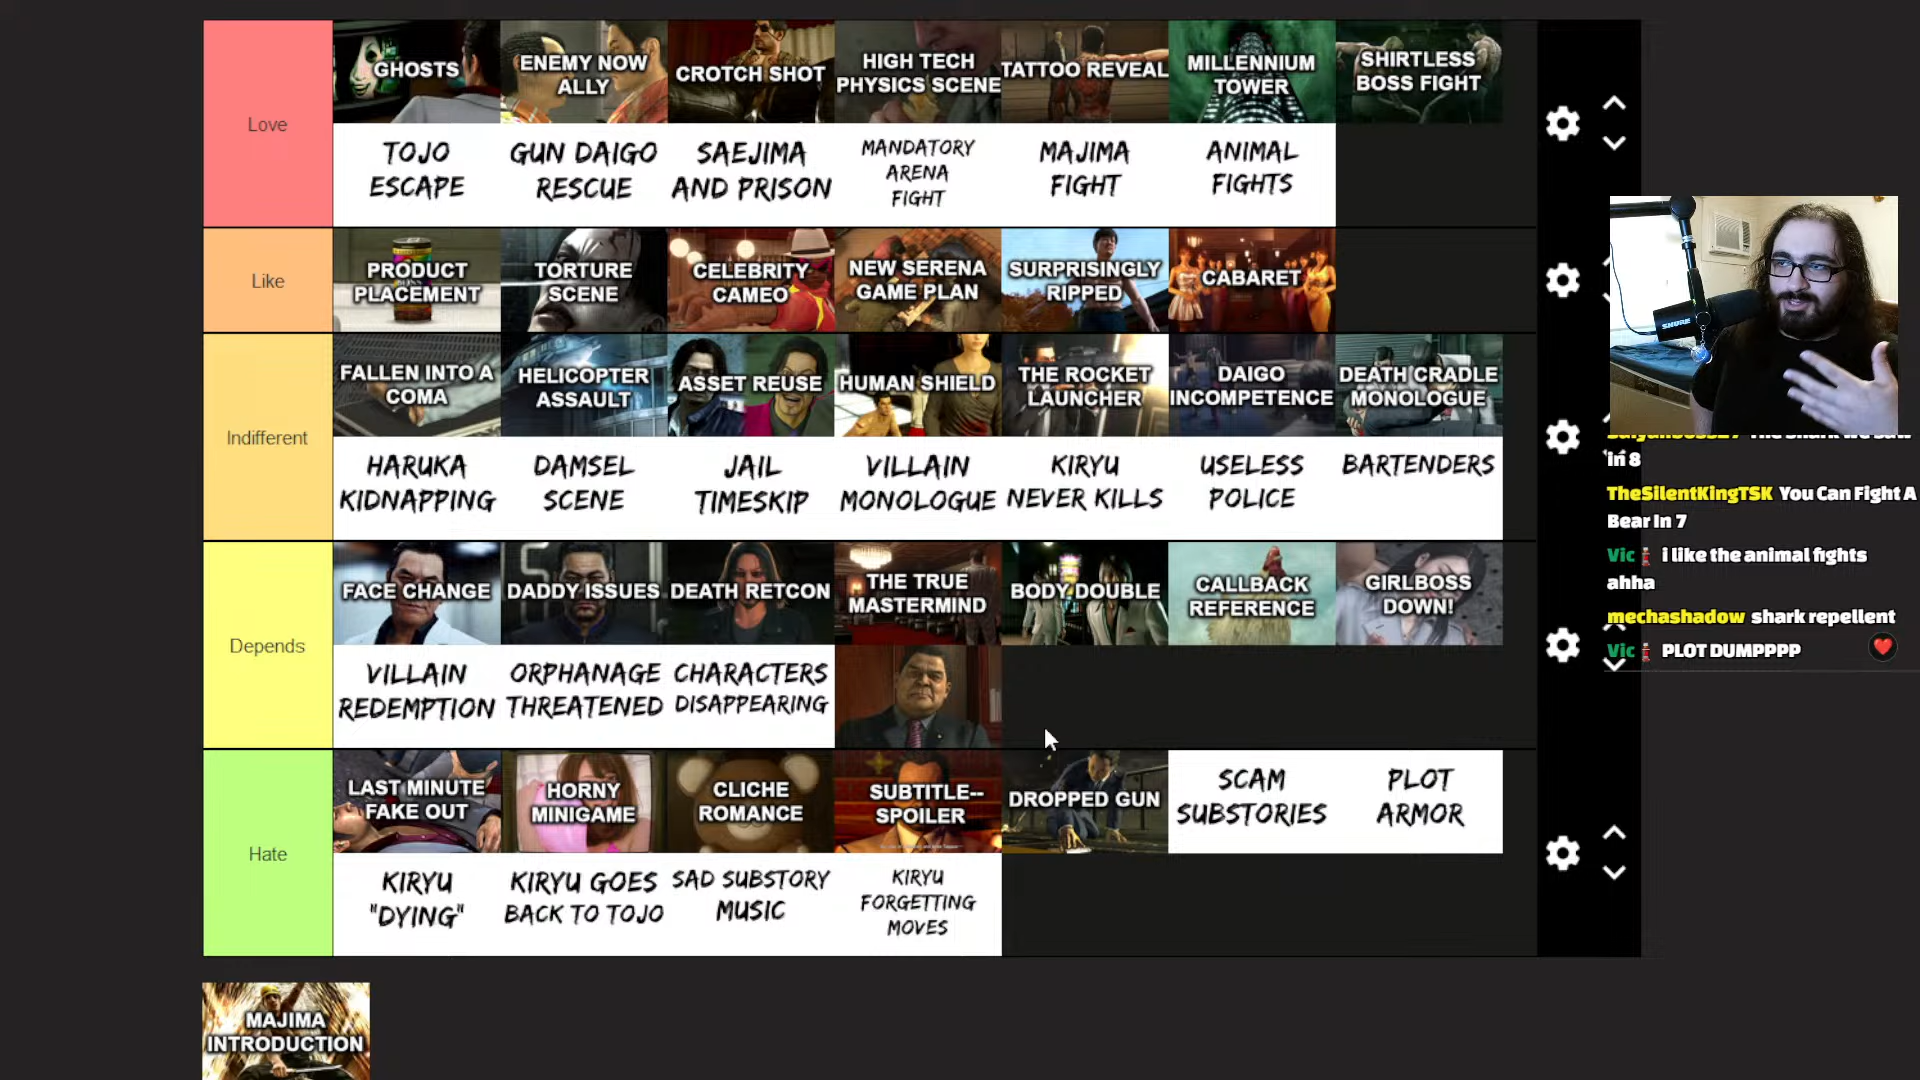 Love
GHOSTS
ENEMY NOW
ALLY
CROTCH SHOT
HIGH TECH
PHYSICS SCENE
TATTOO REVEAL
MILLENNIUM
TOWER
SHIRTLESS
BOSS FIGHT
TOJO
ESCAPE
GUN DAIGO
RESCUE
SAEJIMA
AND PRISON
MANDATORY
ARENA
FIGHT
MAJIMA
FIGHT
ANIMAL
FIGHTS
Like
PRODUCT
PLACEMENT
TORTURE
SCENE
CELEBRITY
CAMEO
NEW SERENA
GAME PLAN
SURPRISINGLY
RIPPED
CABARET
Indifferent
FALLEN INTO A
COMA
HELICOPTER
ASSAULT
ASSET REUSE
HUMAN SHIELD
THE ROCKET
LAUNCHER
DAIGO
INCOMPETENCE
DEATH CRADLE
MONOLOGUE
HARUKA
KIDNAPPING
DAMSEL
SCENE
JAIL
TIMESKIP
VILLAIN
MONOLOGUE
KIRYU
NEVER KILLS
USELESS
POLICE
BARTENDERS
Depends
FACE CHANGE
DADDY ISSUES
DEATH RETCON
THE TRUE
MASTERMIND
BODY DOUBLE
CALLBACK
REFERENCE
GIRLBOSS
DOWN!
VILLAIN
REDEMPTION
ORPHANAGE
THREATENED
CHARACTERS
DISAPPEARING
Hate
LAST MINUTE
FAKE OUT
HORNY
MINIGAME
CLICHE
ROMANCE
SUBTITLE--
SPOILER
DROPPED GUN
SCAM
SUBSTORIES
PLOT
ARMOR
KIRYU
"DYING"
KIRYU GOES
BACK TO TOJO
SAD SUBSTORY
MUSIC
KIRYU
FORGETTING
MOVES
MAJIMA
INTRODUCTION
SHURE
in 8
TheSilentKingTSK You Can Fight A
Bear In 7
Vic i like the animal fights
ahha
mechashadow shark repellent
Vic PLOT DUMPPPP